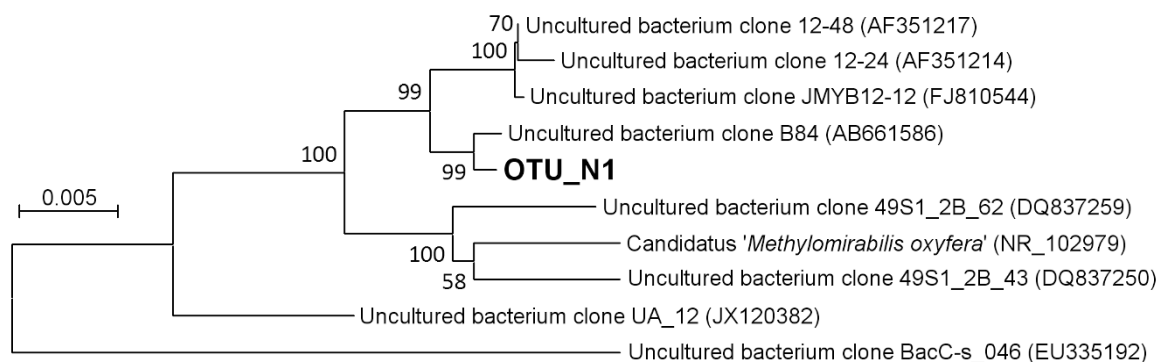 70
Uncultured bacterium clone 12-48 (AF351217)
100
Uncultured bacterium clone 12-24 (AF351214)
99
Uncultured bacterium clone JMYB12-12 (FJ810544)
Uncultured bacterium clone B84 (AB661586)
100
99
OTU_N1
0.005
Uncultured bacterium clone 49S1_2B_62 (DQ837259)
Candidatus 'Methylomirabilis oxyfera' (NR_102979)
100
58
Uncultured bacterium clone 49S1_2B_43 (DQ837250)
Uncultured bacterium clone UA_12 (JX120382)
Uncultured bacterium clone BacC-s_046 (EU335192)